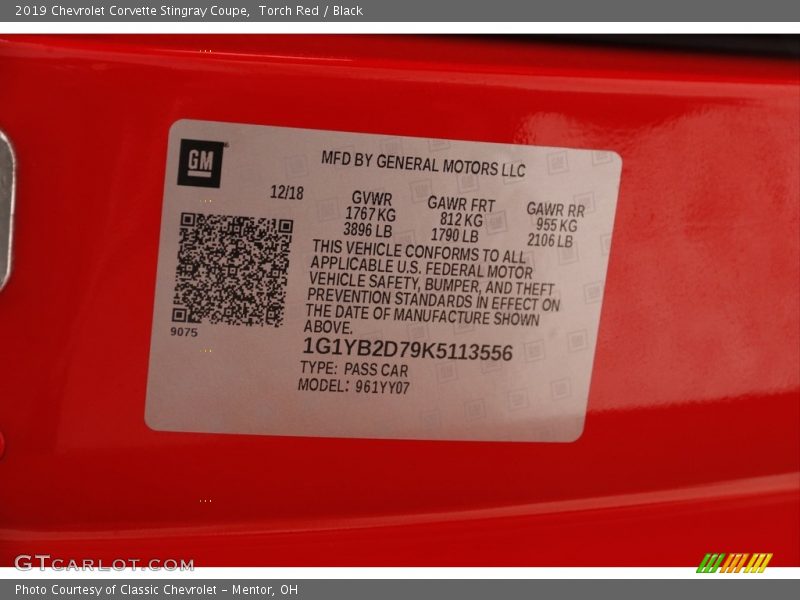 2019 Chevrolet Corvette Stingray Coupe,  Torch Red / Black
GM
MFD BY GENERAL MOTORS LLC
12/18
GVWR
1767 KG
3896 LB
GAWR FRT
812 KG
1790 LB
GAWR RR
955 KG
2106 LB
THIS VEHICLE CONFORMS TO ALL
APPLICABLE U.S. FEDERAL MOTOR
VEHICLE SAFETY, BUMPER, AND THEFT
PREVENTION STANDARDS IN EFFECT ON
THE DATE OF MANUFACTURE SHOWN
ABOVE.
9075
1G1YB2D79K5113556
TYPE: PASS CAR
MODEL: 961YY07
GTCARLOT.COM
Photo Courtesy of Classic Chevrolet – Mentor, OH